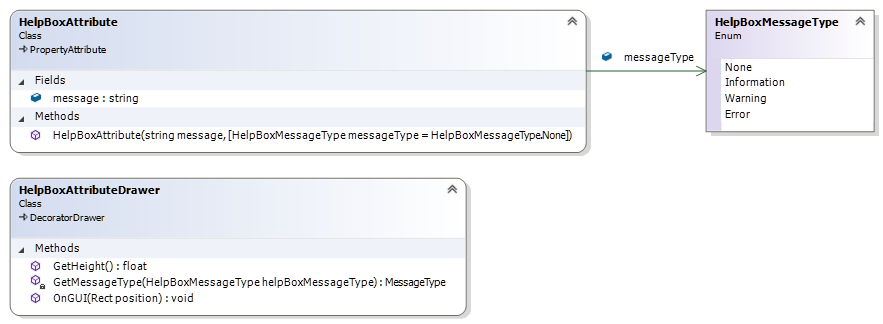 HelpBoxAttribute
Class
PropertyAttribute
Fields
message : string
Methods
HelpBoxAttribute(string message, [HelpBoxMessageType messageType = HelpBoxMessageType.None])
messageType
HelpBoxMessageType
Enum
None
Information
Warning
Error
HelpBoxAttributeDrawer
Class
DecoratorDrawer
Methods
GetHeight() : float
GetMessageType(HelpBoxMessageType helpBoxMessageType) : MessageType
OnGUI(Rect position) : void